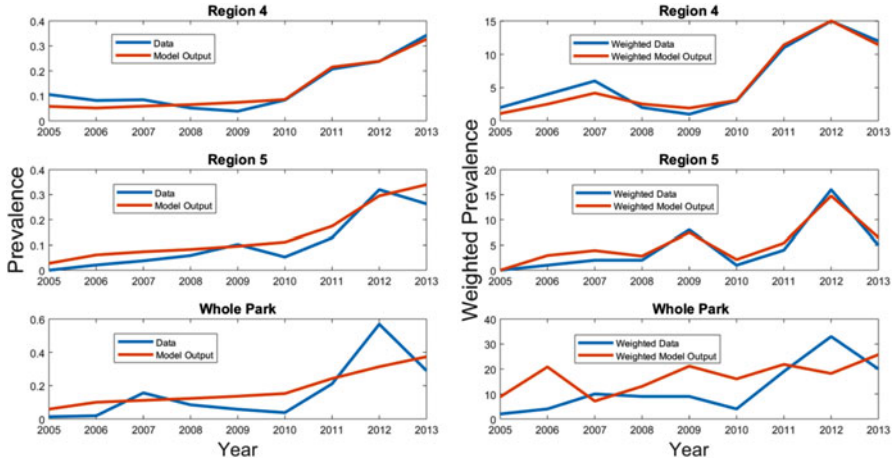 Region 4
0.4
0.3
0.2
0.1
0
Data
Model Output
2005 2006 2007 2008 2009 2010 2011 2012 2013
Region 5
0.4
0.3
0.2
0.1
0
Data
Model Output
2005 2006 2007 2008 2009 2010 2011 2012 2013
Prevalence
Whole Park
0.6
0.4
0.2
0
Data
Model Output
2005 2006 2007 2008 2009 2010 2011 2012 2013
Year
Region 4
15
10
5
0
Weighted Data
Weighted Model Output
2005 2006 2007 2008 2009 2010 2011 2012 2013
Region 5
20
15
10
5
0
Weighted Data
Weighted Model Output
2005 2006 2007 2008 2009 2010 2011 2012 2013
Weighted Prevalence
Whole Park
40
30
20
10
0
Weighted Data
Weighted Model Output
2005 2006 2007 2008 2009 2010 2011 2012 2013
Year